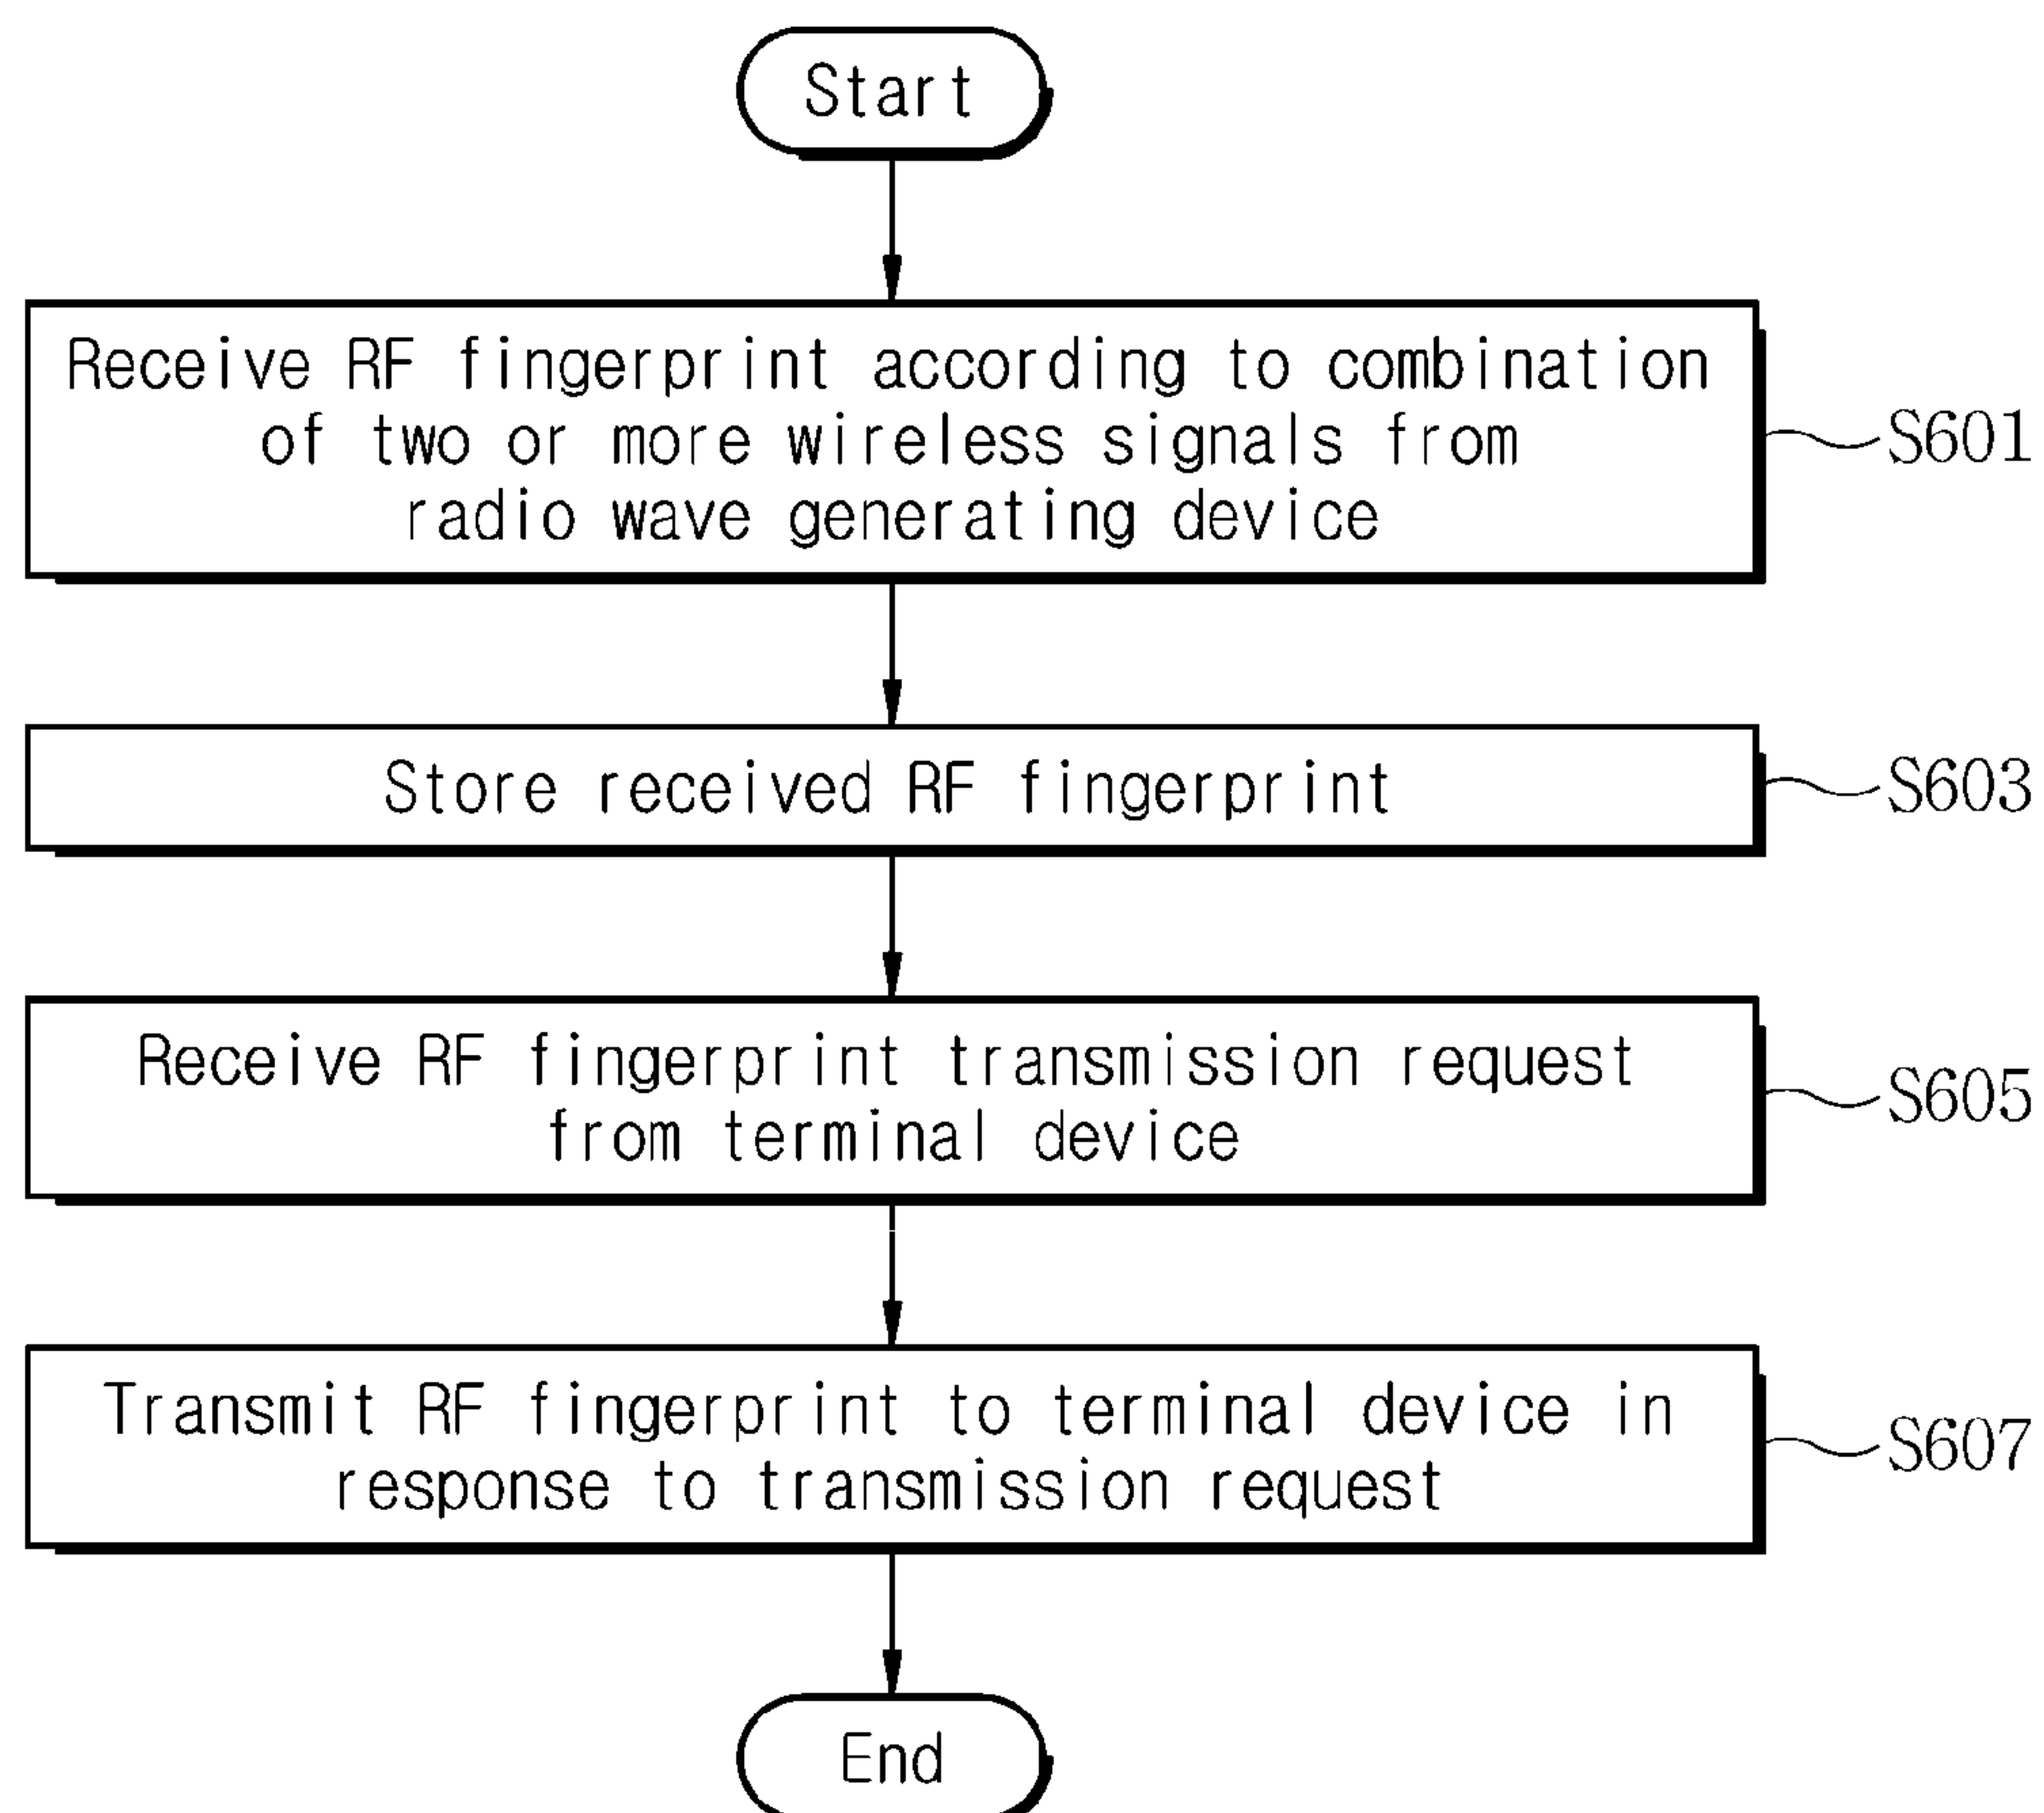 Start
Receive RF fingerprint according to combination
of two or more wireless signals from
radio wave generating device
S601
Store received RF fingerprint
S603
Receive RF fingerprint transmission request
from terminal device
S605
Transmit RF fingerprint to terminal device in
response to transmission request
S607
End